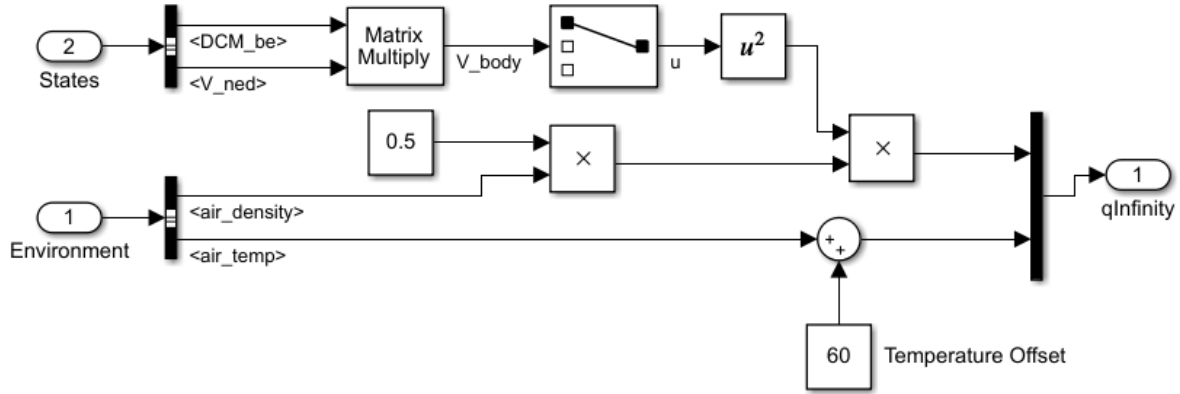 2
States
<DCM_be>
<V_ned>
Matrix
Multiply
V_body
u
u²
0.5
×
×
1
Environment
<air_density>
<air_temp>
+
+
60
Temperature Offset
1
qInfinity